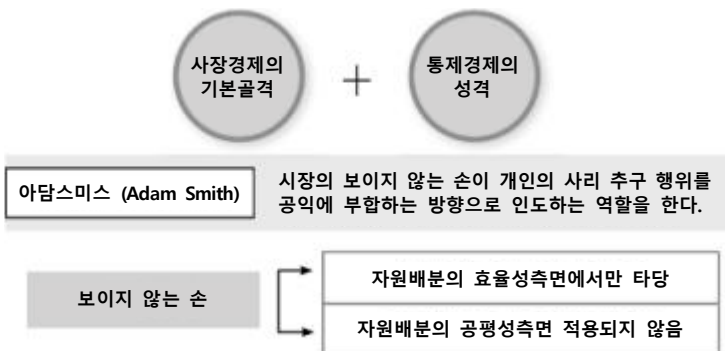 사장경제의
기본골격
+
통제경제의
성격
아담스미스 (Adam Smith)
시장의 보이지 않는 손이 개인의 사리 추구 행위를
공익에 부합하는 방향으로 인도하는 역할을 한다.
보이지 않는 손
자원배분의 효율성측면에서만 타당
자원배분의 공평성측면 적용되지 않음